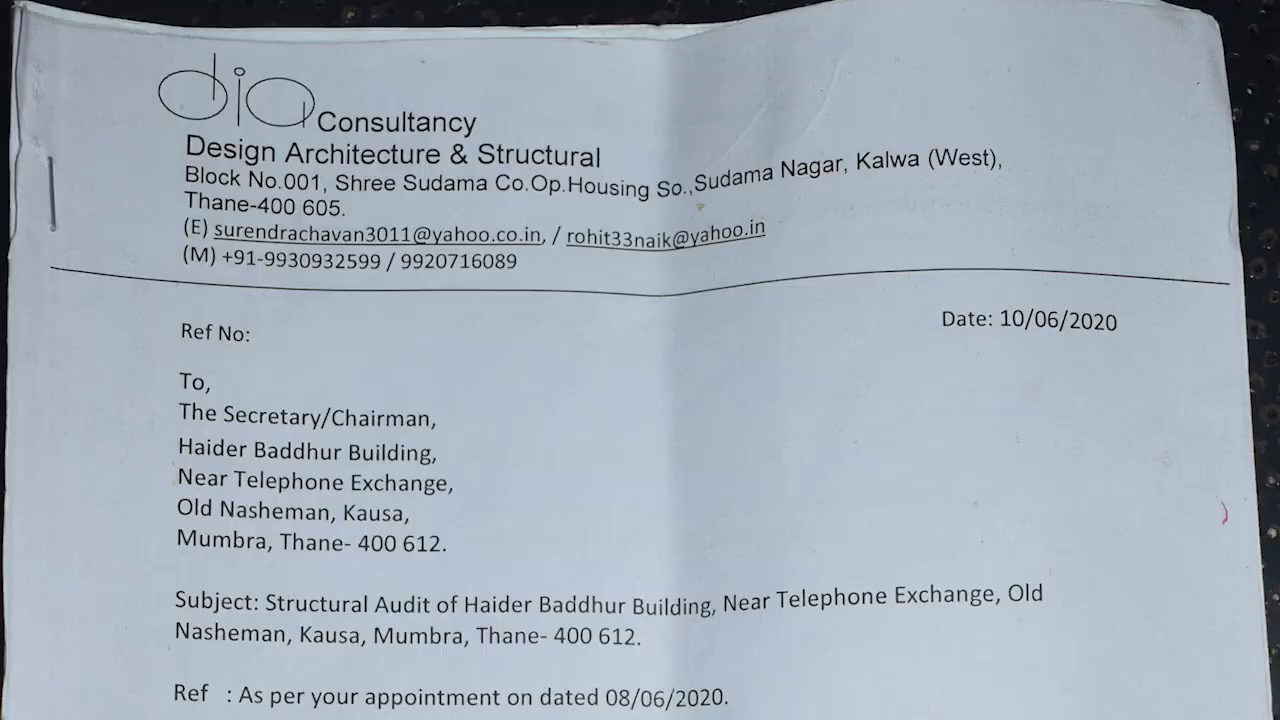 dia Consultancy
Design Architecture & Structural
Block No.001, Shree Sudama Co.Op.Housing So.,Sudama Nagar, Kalwa (West),
Thane-400 605.
(E) surendrachavan3011@yahoo.co.in, / rohit33naik@yahoo.in
(M) +91-9930932599 / 9920716089
Date: 10/06/2020
Ref No:
To,
The Secretary/Chairman,
Haider Baddhur Building,
Near Telephone Exchange,
Old Nasheman, Kausa,
Mumbra, Thane- 400 612.
Subject: Structural Audit of Haider Baddhur Building, Near Telephone Exchange, Old
Nasheman, Kausa, Mumbra, Thane- 400 612.
Ref : As per your appointment on dated 08/06/2020.